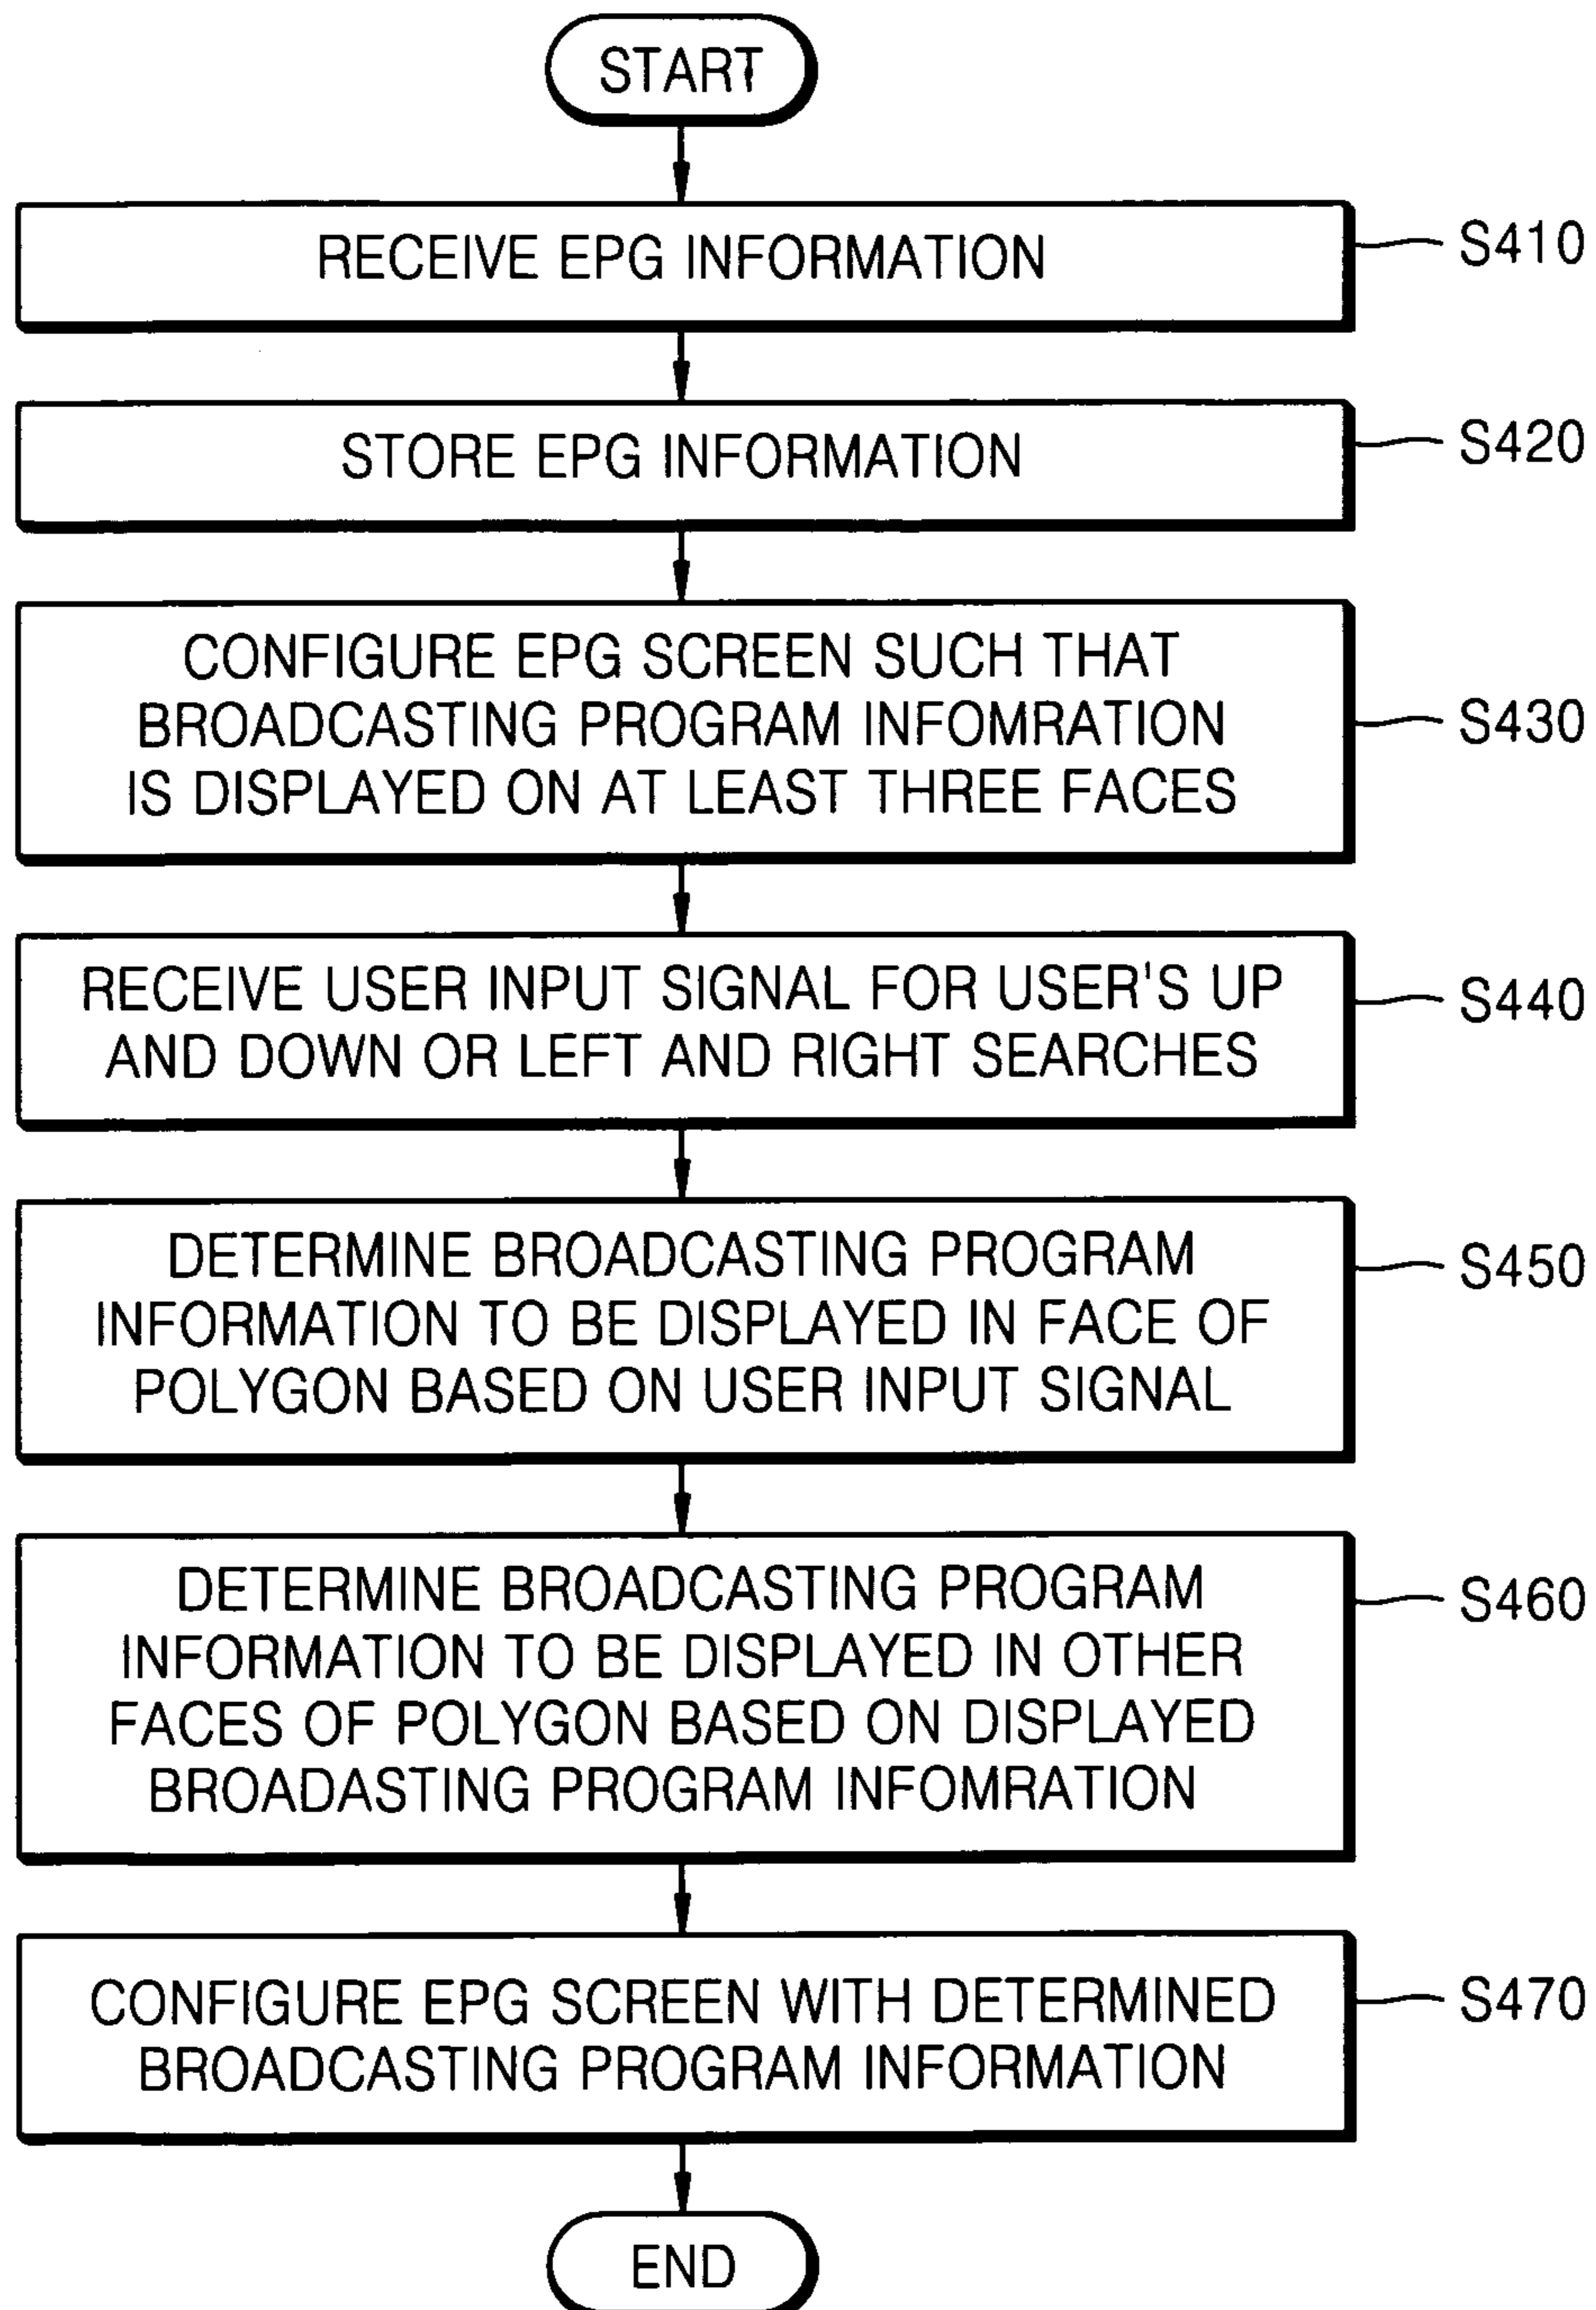 START
RECEIVE EPG INFORMATION
S410
STORE EPG INFORMATION
S420
CONFIGURE EPG SCREEN SUCH THAT
BROADCASTING PROGRAM INFOMRATION
IS DISPLAYED ON AT LEAST THREE FACES
S430
RECEIVE USER INPUT SIGNAL FOR USER'S UP
AND DOWN OR LEFT AND RIGHT SEARCHES
S440
DETERMINE BROADCASTING PROGRAM
INFORMATION TO BE DISPLAYED IN FACE OF
POLYGON BASED ON USER INPUT SIGNAL
S450
DETERMINE BROADCASTING PROGRAM
INFORMATION TO BE DISPLAYED IN OTHER
FACES OF POLYGON BASED ON DISPLAYED
BROADASTING PROGRAM INFOMRATION
S460
CONFIGURE EPG SCREEN WITH DETERMINED
BROADCASTING PROGRAM INFORMATION
S470
END